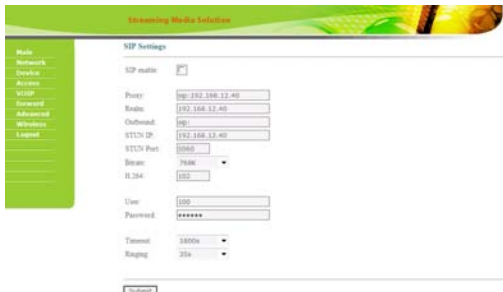 Streaming Media Solution
Main
Network
Device
Access
VOIP
Forward
Advanced
Wireless
Logout
SIP Settings
SIP enable:
Proxy: sip:192.168.12.40
Realm: 192.168.12.40
Outbound: sip:
STUN IP: 192.168.12.40
STUN Port: 5060
Bitrate: 768K
H.264: 102
User: 100
Password: ●●●●●●
Timeout: 1800s
Ringing: 35s
Submit